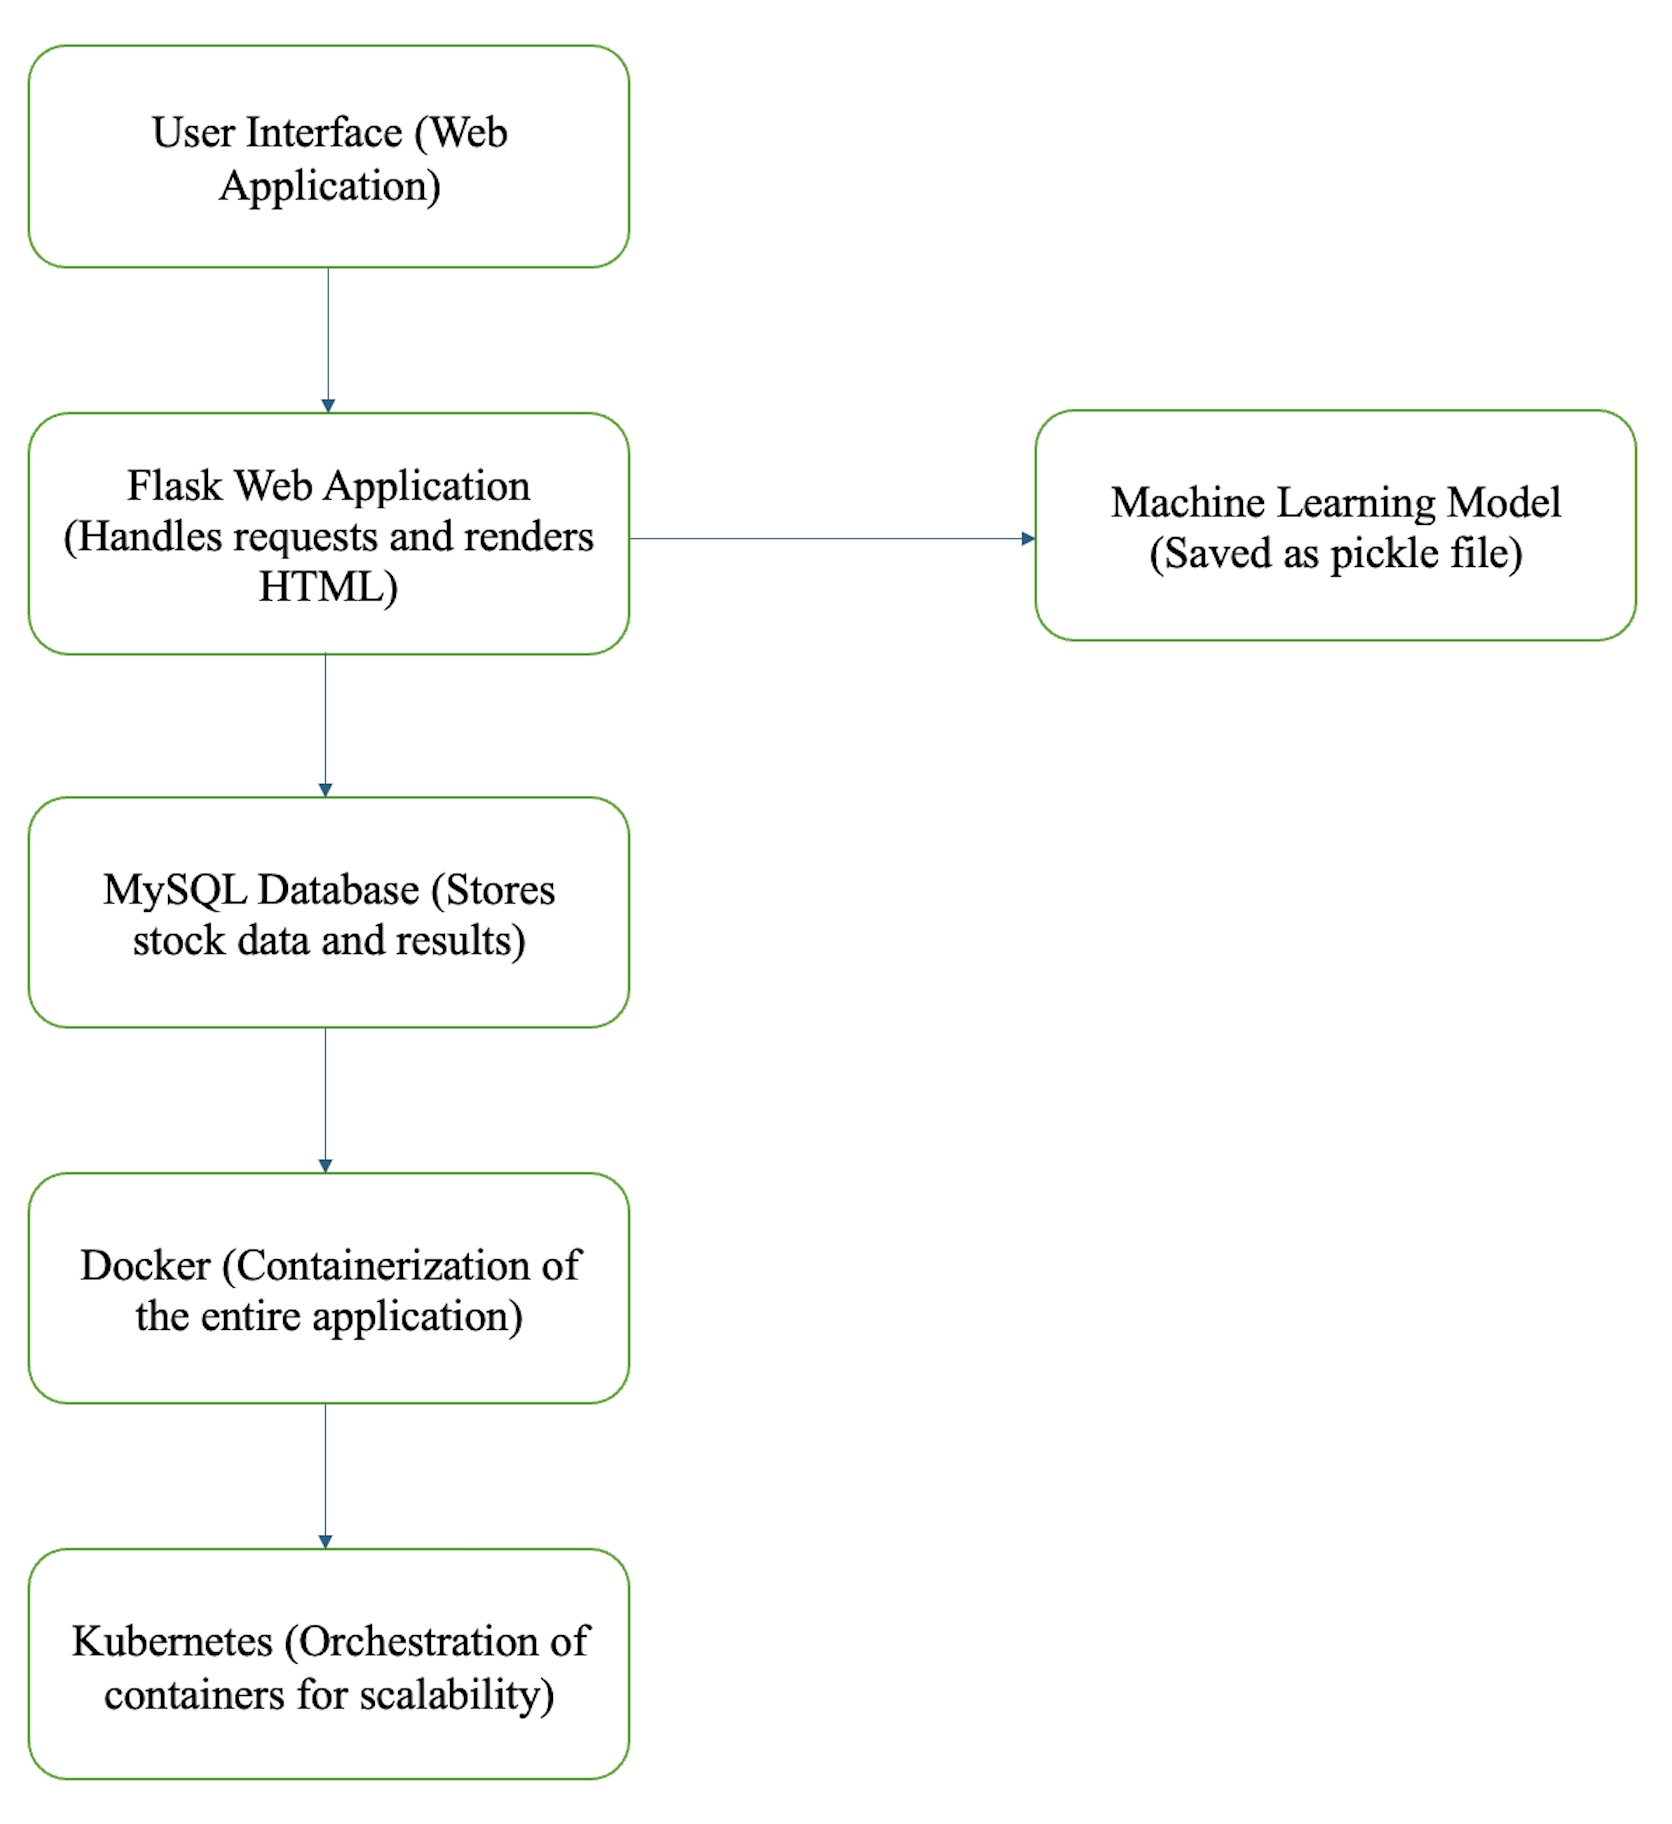 User Interface (Web
Application)
Flask Web Application
(Handles requests and renders
HTML)
Machine Learning Model
(Saved as pickle file)
MySQL Database (Stores
stock data and results)
Docker (Containerization of
the entire application)
Kubernetes (Orchestration of
containers for scalability)